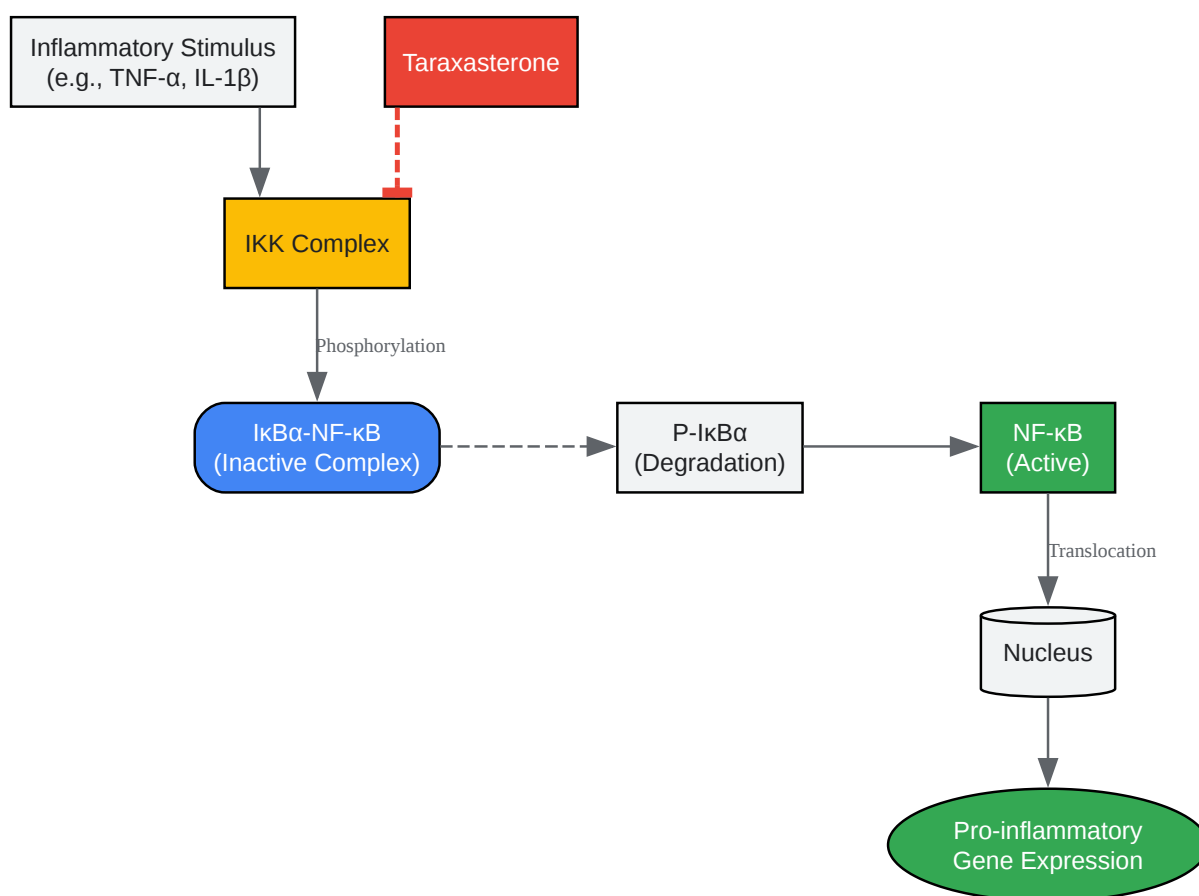 Inflammatory Stimulus
(e.g., TNF-α, IL-1β)
Taraxasterone
IKK Complex
Phosphorylation
IκBα-NF-κB
(Inactive Complex)
P-IκBα
(Degradation)
NF-κB
(Active)
Translocation
Nucleus
Pro-inflammatory
Gene Expression